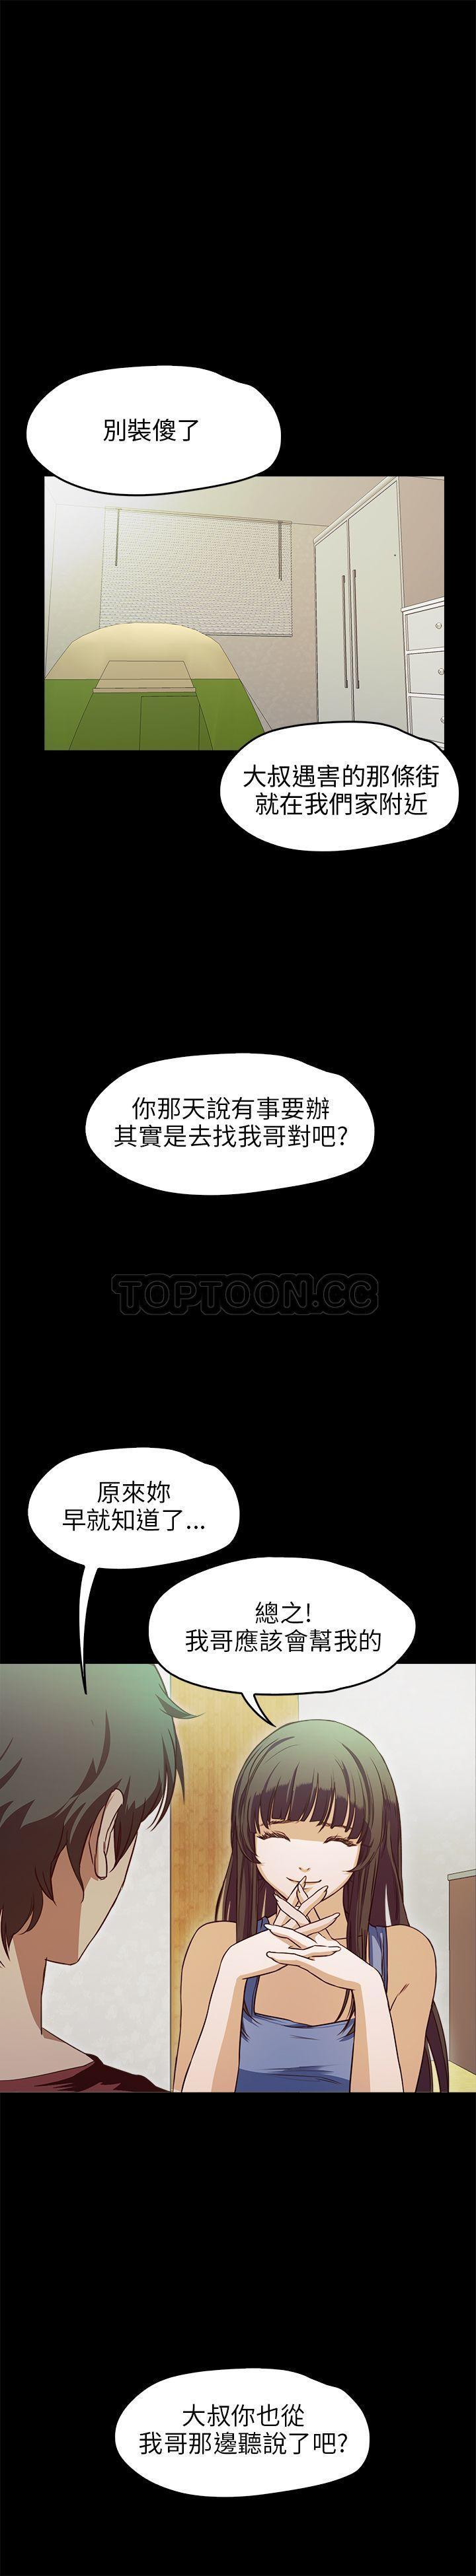 別裝傻了
大叔遇害的那條街
就在我們家附近
你那天說有事要辦
其實是去找我哥對吧?
TOPTOON.CC
原來妳
早就知道了...
總之!
我哥應該會幫我的
大叔你也從
我哥那邊聽說了吧?